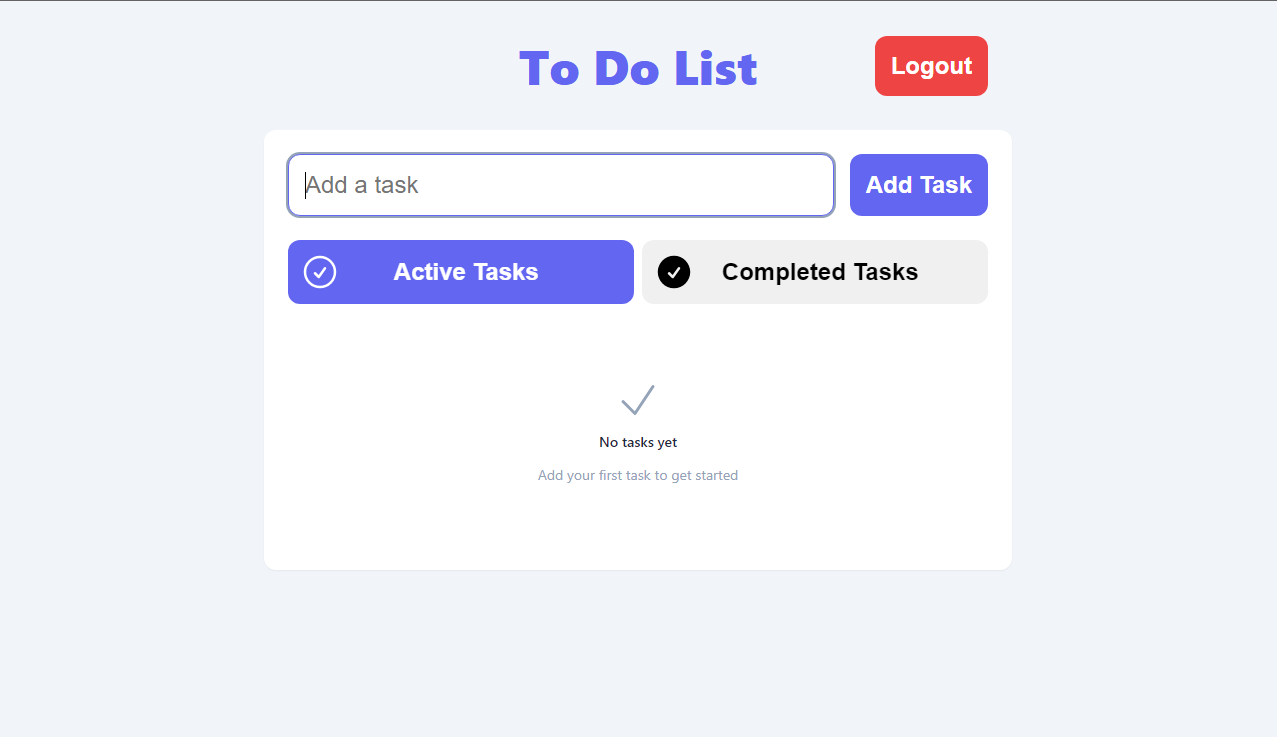 To Do List
Logout
Add a task
Add Task
Active Tasks
Completed Tasks
No tasks yet
Add your first task to get started